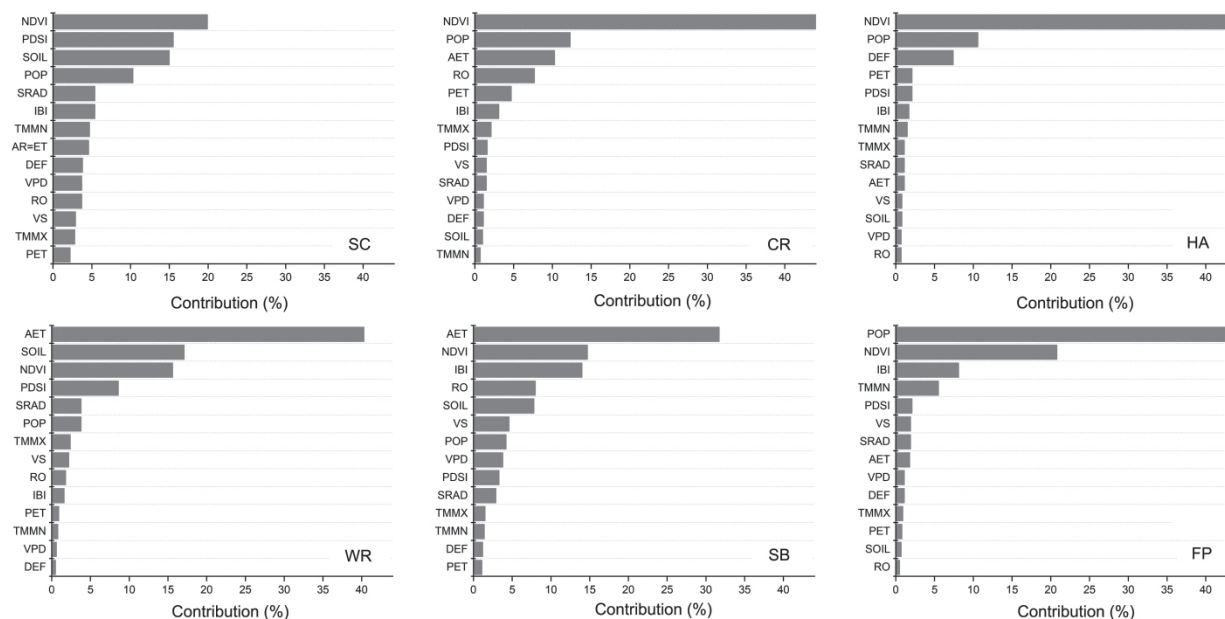 NDVI
PDSI
SOIL
POP
SRAD
IBI
TMMN
AR=ET
DEF
VPD
RO
VS
TMMX
PET
SC
0 5 10 15 20 25 30 35 40
Contribution (%)
NDVI
POP
AET
RO
PET
IBI
TMMX
PDSI
VS
SRAD
VPD
DEF
SOIL
TMMN
CR
0 5 10 15 20 25 30 35 40
Contribution (%)
NDVI
POP
DEF
PET
PDSI
IBI
TMMN
TMMX
SRAD
AET
VS
SOIL
VPD
RO
HA
0 5 10 15 20 25 30 35 40
Contribution (%)
AET
SOIL
NDVI
PDSI
SRAD
POP
TMMX
VS
RO
IBI
PET
TMMN
VPD
DEF
WR
0 5 10 15 20 25 30 35 40
Contribution (%)
AET
NDVI
IBI
RO
SOIL
VS
POP
VPD
PDSI
SRAD
TMMX
TMMN
DEF
PET
SB
0 5 10 15 20 25 30 35 40
Contribution (%)
POP
NDVI
IBI
TMMN
PDSI
VS
SRAD
AET
VPD
DEF
TMMX
PET
SOIL
RO
FP
0 5 10 15 20 25 30 35 40
Contribution (%)